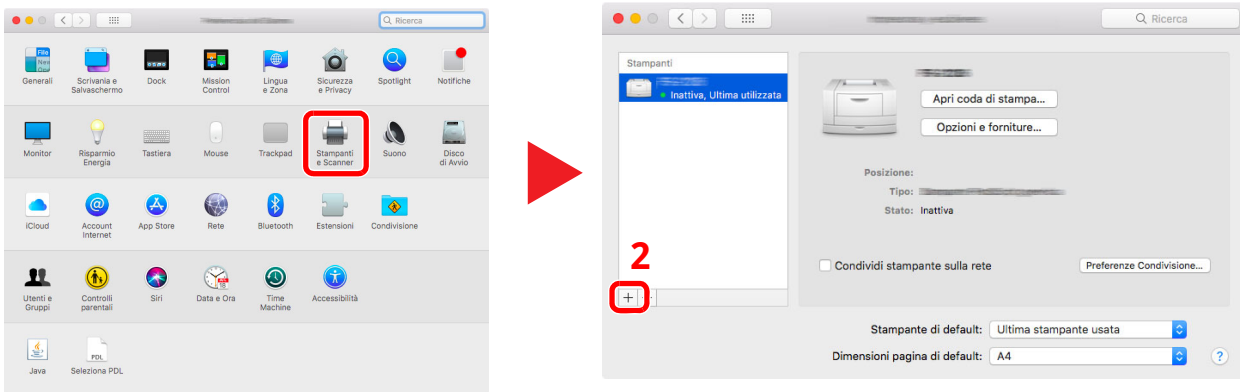 Ricerca
Generali
Scrivania e
Salvaschermo
Dock
Mission
Control
Lingua
e Zona
Sicurezza
e Privacy
Spotlight
Notifiche
Monitor
Risparmio
Energia
Tastiera
Mouse
Trackpad
Stampanti
e Scanner
Suono
Disco
di Avvio
iCloud
Account
Internet
App Store
Rete
Bluetooth
Estensioni
Condivisione
Utenti e
Gruppi
Controlli
parentali
Siri
Data e Ora
Time
Machine
Accessibilità
Java
PDL
Seleziona PDL
Ricerca
Stampanti
Inattiva, Ultima utilizzata
Apri coda di stampa...
Opzioni e forniture...
Posizione:
Tipo:
Stato: Inattiva
2
Condividi stampante sulla rete
Preferenze Condivisione...
+
Stampante di default: Ultima stampante usata
Dimensioni pagina di default: A4
?